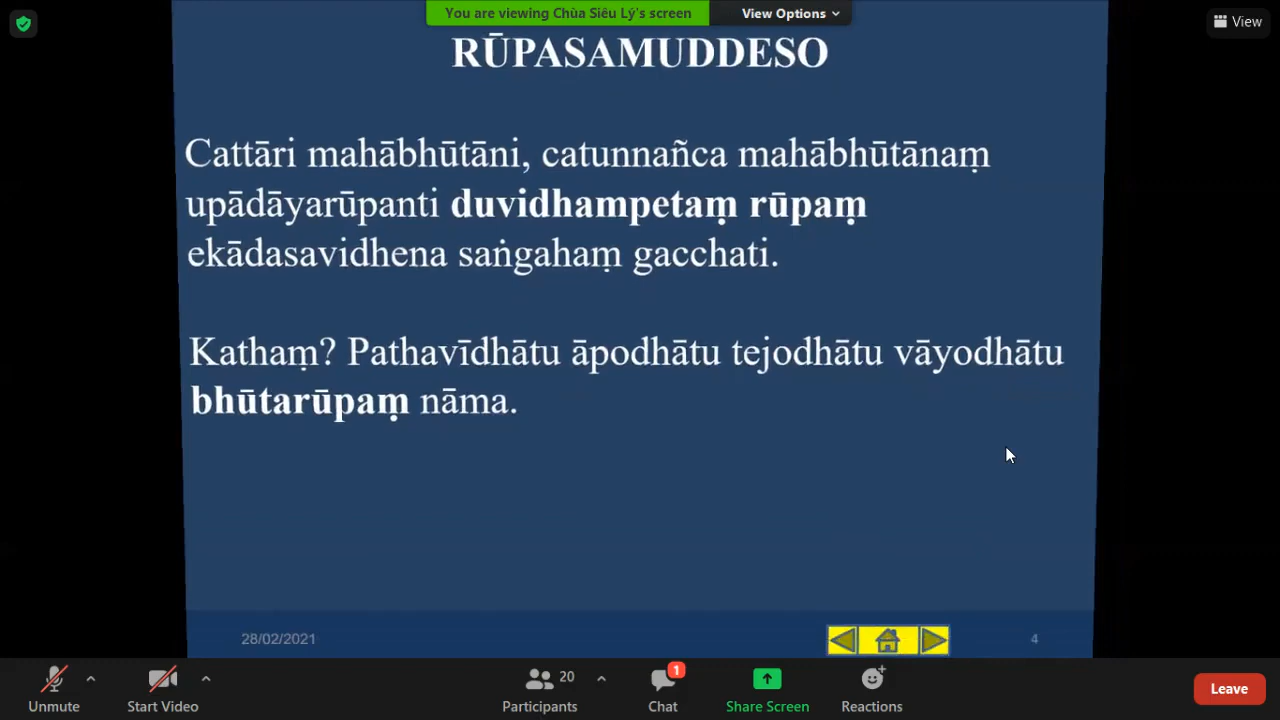 You are viewing Chùa Siêu Lý's screen
View Options
View
RŪPASAMUDDESO
Cattāri mahābhūtāni, catunnañca mahābhūtānaṃ
upādāyarūpanti duvidhampetaṃ rūpaṃ
ekādasavidhena saṅgahaṃ gacchati.
Kathaṃ? Pathavīdhātu āpodhātu tejodhātu vāyodhātu
bhūtarūpaṃ nāma.
28/02/2021
4
Unmute
Start Video
20
Participants
1
Chat
Share Screen
Reactions
Leave